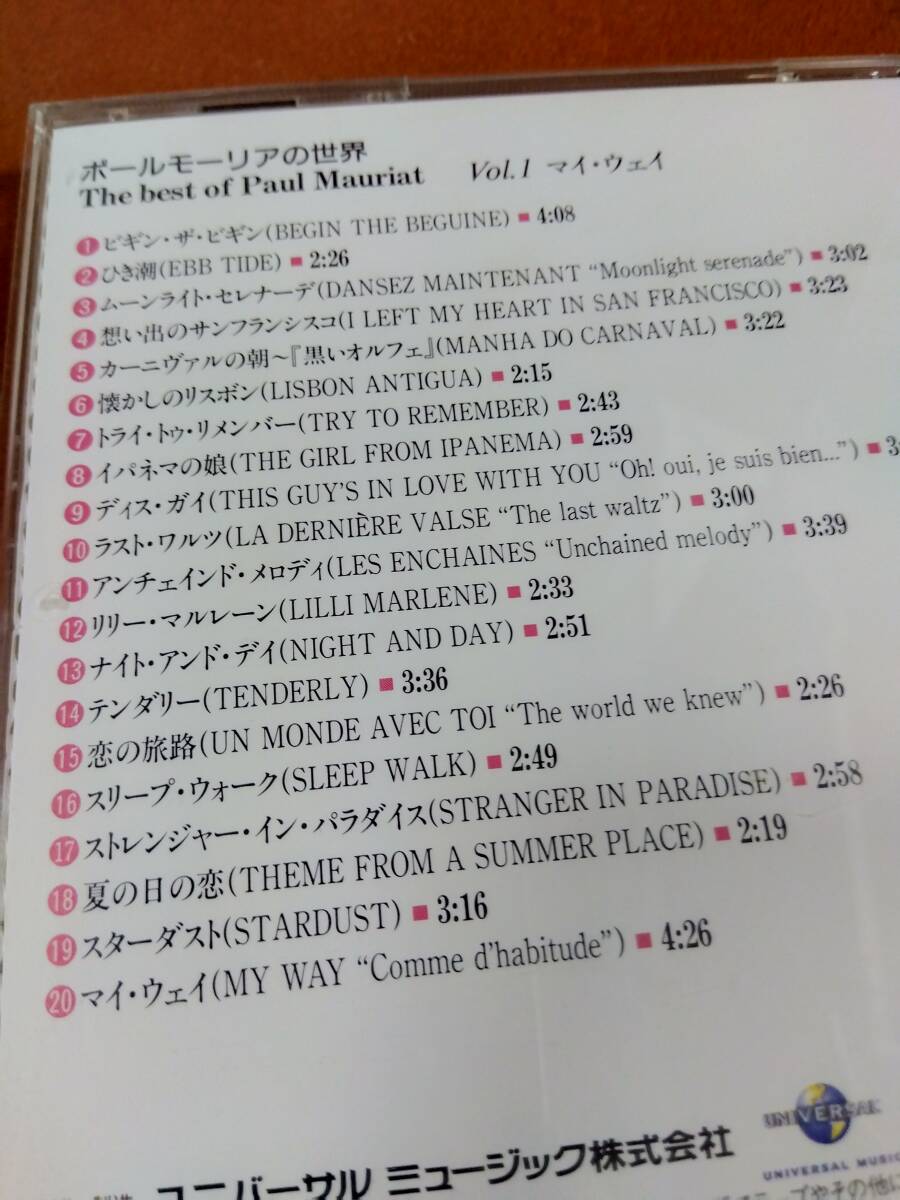 ポールモーリアの世界
The best of Paul Mauriat Vol.1 マイ・ウェイ
1 ビギン・ザ・ビギン(BEGIN THE BEGUINE) ■ 4:08
2 ひき潮(EBB TIDE) ■ 2:26
3 ムーンライト・セレナーデ(DANSEZ MAINTENANT “Moonlight serenade”) ■ 3:02
4 想い出のサンフランシスコ(I LEFT MY HEART IN SAN FRANCISCO) ■ 3:23
5 カーニヴァルの朝〜『黒いオルフェ』(MANHA DO CARNAVAL) ■ 3:22
6 懐かしのリスボン(LISBON ANTIGUA) ■ 2:15
7 トライ・トゥ・リメンバー(TRY TO REMEMBER) ■ 2:43
8 イパネマの娘(THE GIRL FROM IPANEMA) ■ 2:59
9 ディス・ガイ(THIS GUY'S IN LOVE WITH YOU “Oh! oui, je suis bien...”) ■ 3:
10 ラスト・ワルツ(LA DERNIÈRE VALSE “The last waltz”) ■ 3:00
11 アンチェインド・メロディ(LES ENCHAINES “Unchained melody”) ■ 3:39
12 リリー・マルレーン(LILLI MARLENE) ■ 2:33
13 ナイト・アンド・デイ(NIGHT AND DAY) ■ 2:51
14 テンダリー(TENDERLY) ■ 3:36
15 恋の旅路(UN MONDE AVEC TOI “The world we knew”) ■ 2:26
16 スリープ・ウォーク(SLEEP WALK) ■ 2:49
17 ストレンジャー・イン・パラダイス(STRANGER IN PARADISE) ■ 2:58
18 夏の日の恋(THEME FROM A SUMMER PLACE) ■ 2:19
19 スターダスト(STARDUST) ■ 3:16
20 マイ・ウェイ(MY WAY “Comme d'habitude”) ■ 4:26
UNIVERSAL
ユニバーサル ミュージック株式会社
UNIVERSAL MUSIC
プやその他に